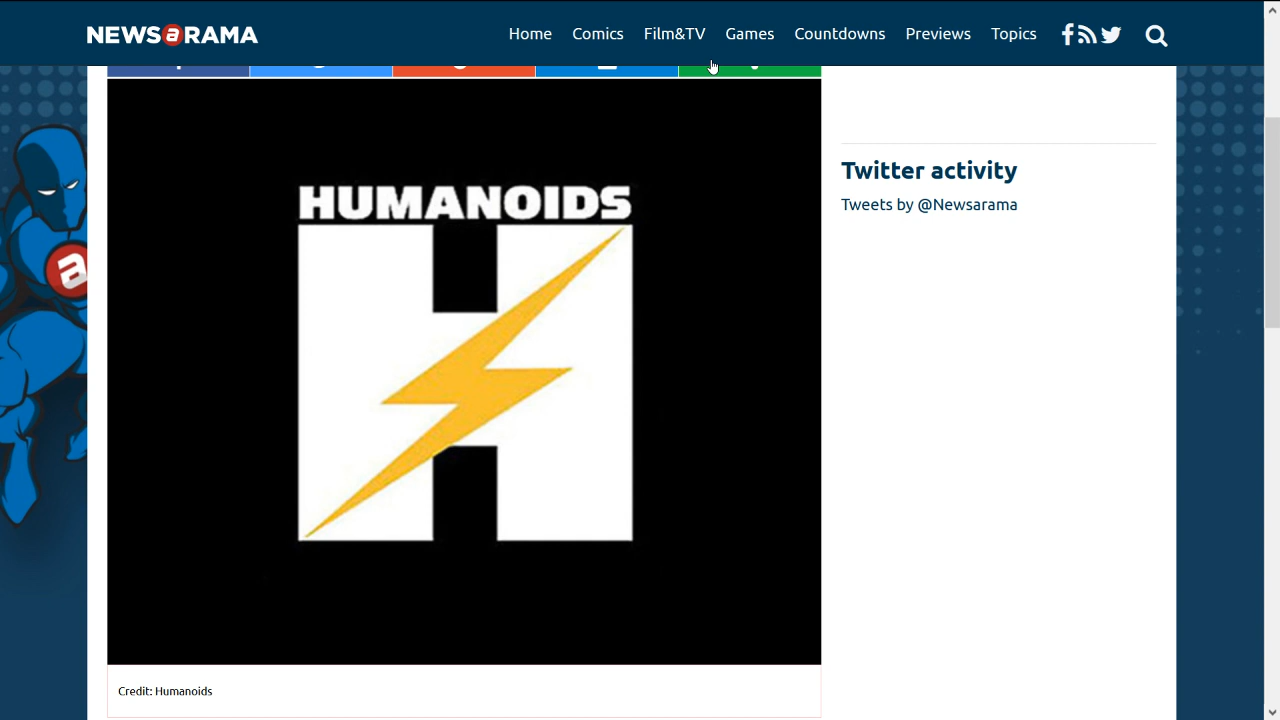 NEWSaRAMA
Home Comics Film&TV Games Countdowns Previews Topics
HUMANOIDS
H
a
Credit: Humanoids
Twitter activity
Tweets by @Newsarama